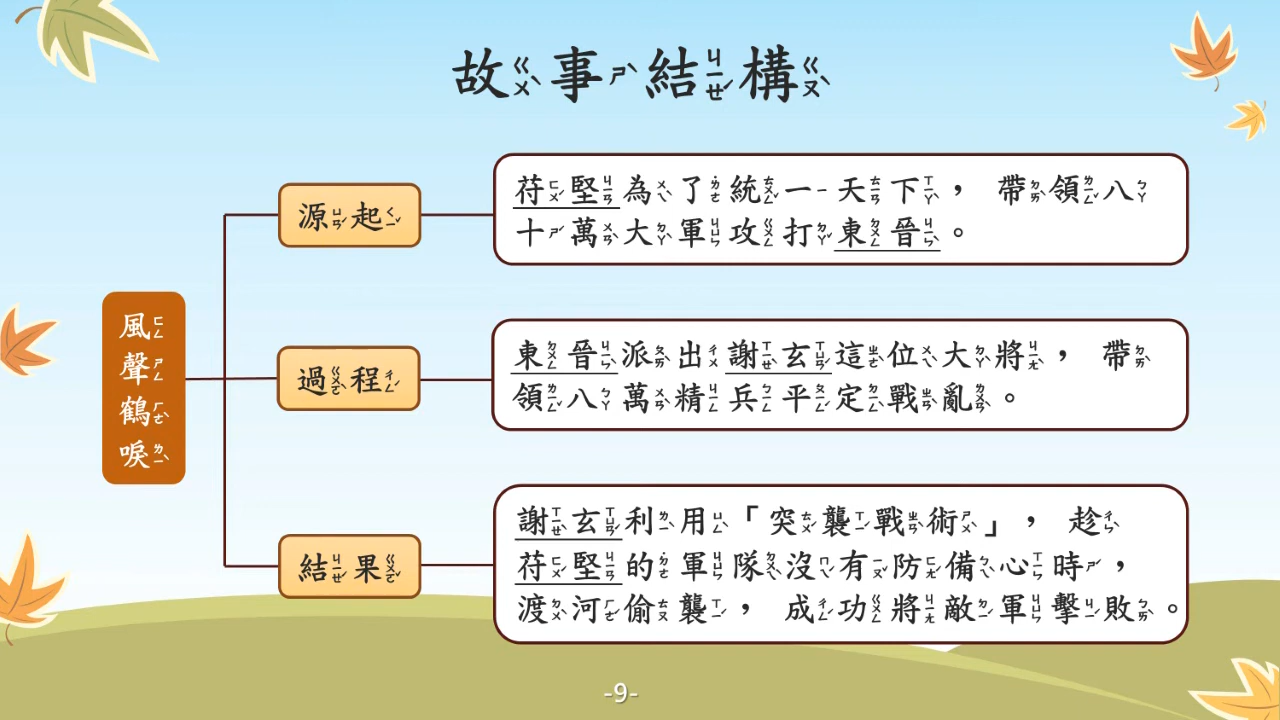 故事結構
風聲鶴唳
源起
苻堅為了統一天下，帶領八
十萬大軍攻打東晉。
過程
東晉派出謝玄這位大將，帶
領八萬精兵平定戰亂。
結果
謝玄利用「突襲戰術」，趁
苻堅的軍隊沒有防備心時，
渡河偷襲，成功將敵軍擊敗。
-9-